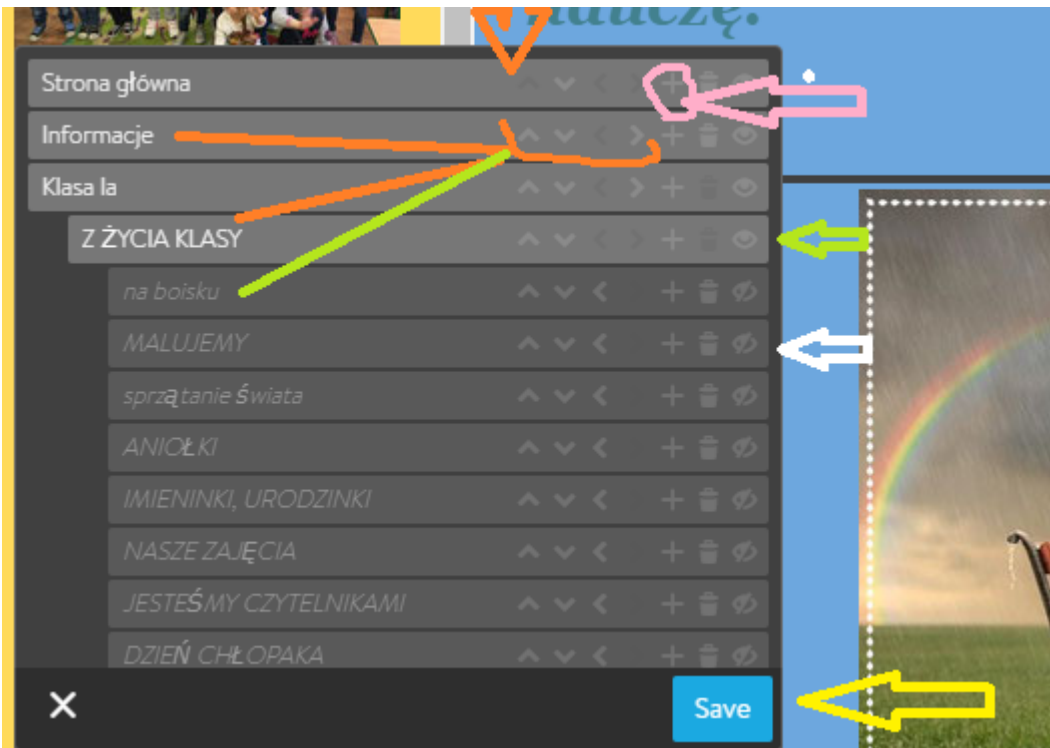 nauczę.
Strona główna
Informacje
Klasa Ia
Z ŻYCIA KLASY
na boisku
MALUJEMY
sprzątanie świata
ANIOŁKI
IMIENINKI, URODZINKI
NASZE ZAJĘCIA
JESTEŚMY CZYTELNIKAMI
DZIEŃ CHŁOPAKA
Save